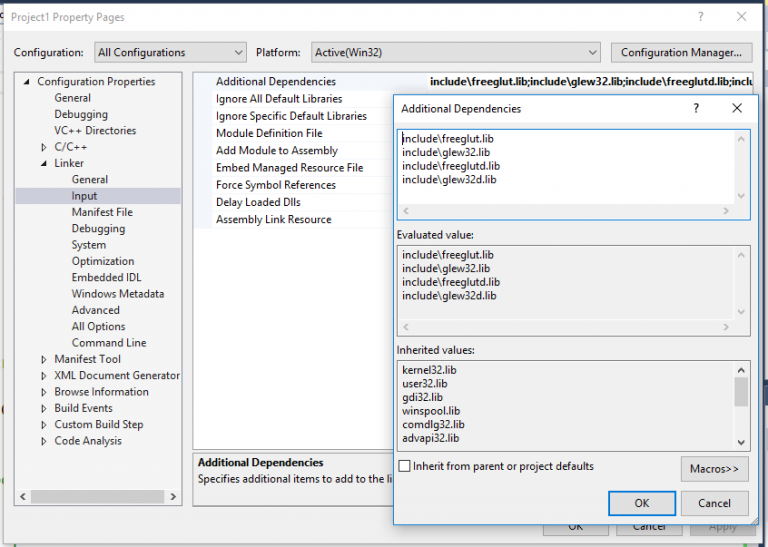 Project1 Property Pages
Configuration: All Configurations Platform: Active(Win32) Configuration Manager...
Configuration Properties
General
Debugging
VC++ Directories
C/C++
Linker
General
Input
Manifest File
Debugging
System
Optimization
Embedded IDL
Windows Metadata
Advanced
All Options
Command Line
Manifest Tool
XML Document Generator
Browse Information
Build Events
Custom Build Step
Code Analysis
Additional Dependencies include\freeglut.lib;include\glew32.lib;include\freeglutd.lib;inclu
Ignore All Default Libraries
Ignore Specific Default Libraries
Module Definition File
Add Module to Assembly
Embed Managed Resource File
Force Symbol References
Delay Loaded Dlls
Assembly Link Resource
Additional Dependencies
Specifies additional items to add to the li
OK Cancel Apply
Additional Dependencies
include\freeglut.lib
include\glew32.lib
include\freeglutd.lib
include\glew32d.lib
Evaluated value:
include\freeglut.lib
include\glew32.lib
include\freeglutd.lib
include\glew32d.lib
Inherited values:
kernel32.lib
user32.lib
gdi32.lib
winspool.lib
comdlg32.lib
advapi32.lib
Inherit from parent or project defaults
Macros>>
OK Cancel